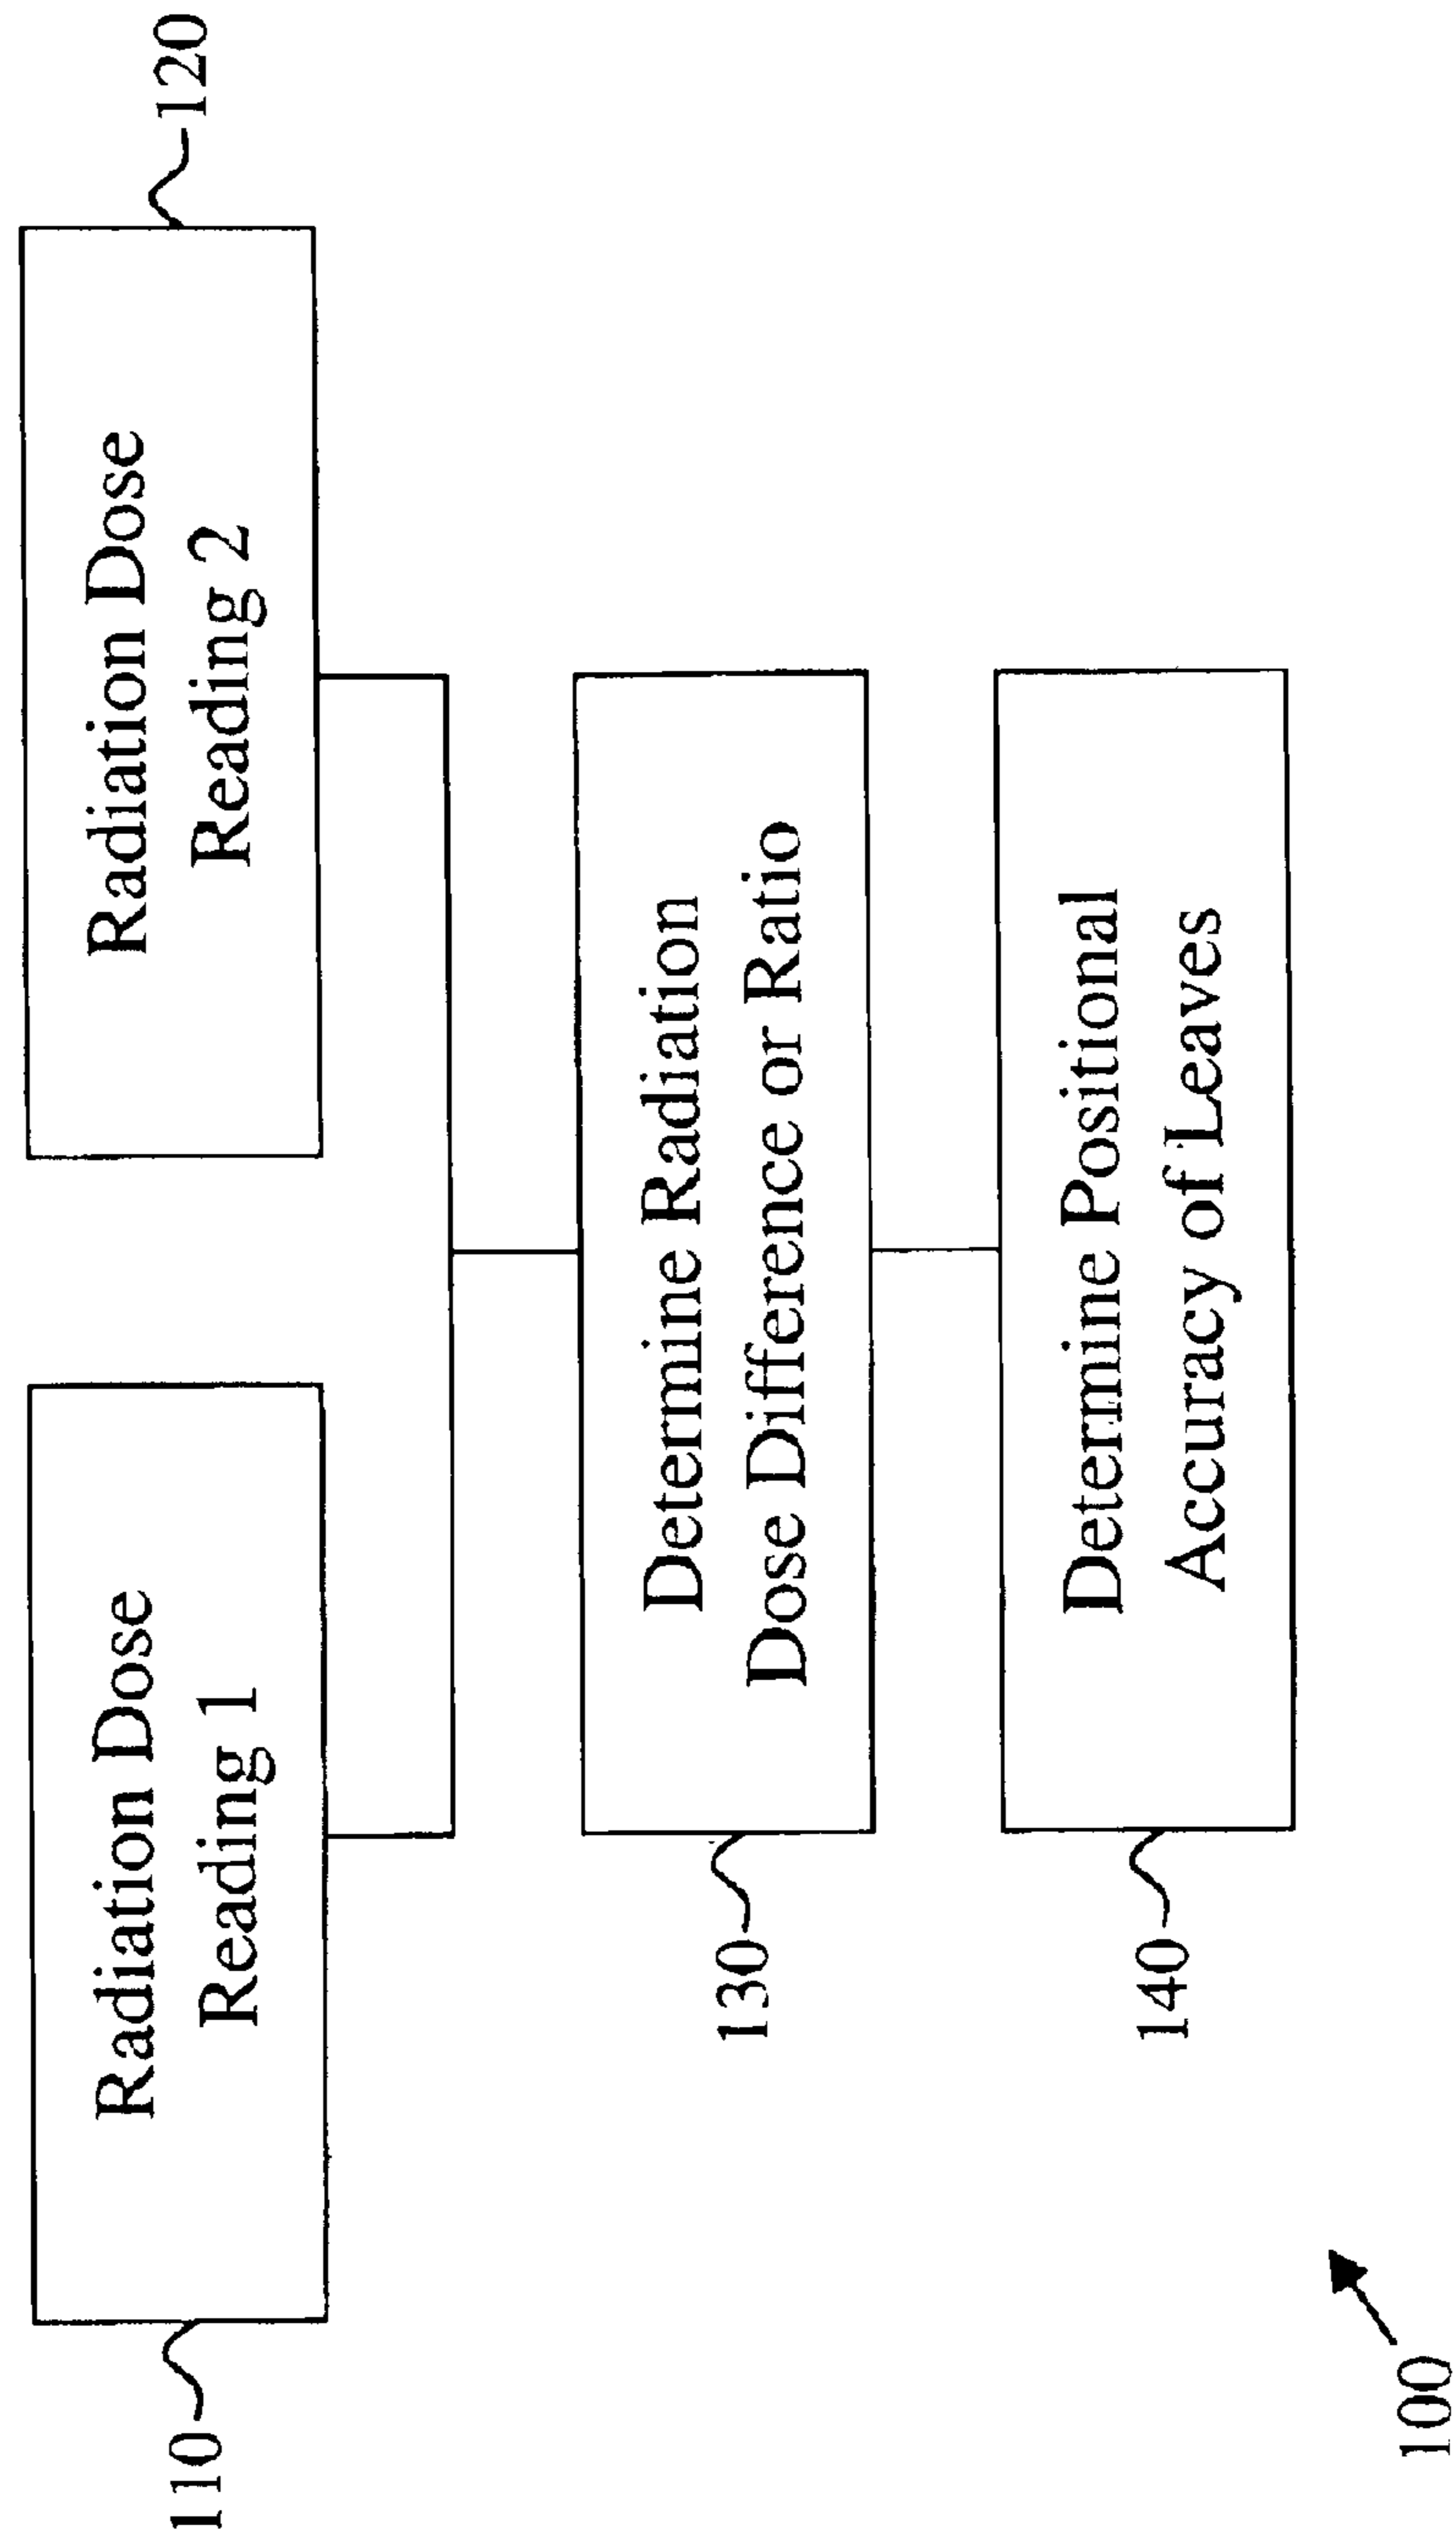 110
Radiation Dose
Reading 1
Radiation Dose
Reading 2
120
130
Determine Radiation
Dose Difference or Ratio
140
Determine Positional
Accuracy of Leaves
100